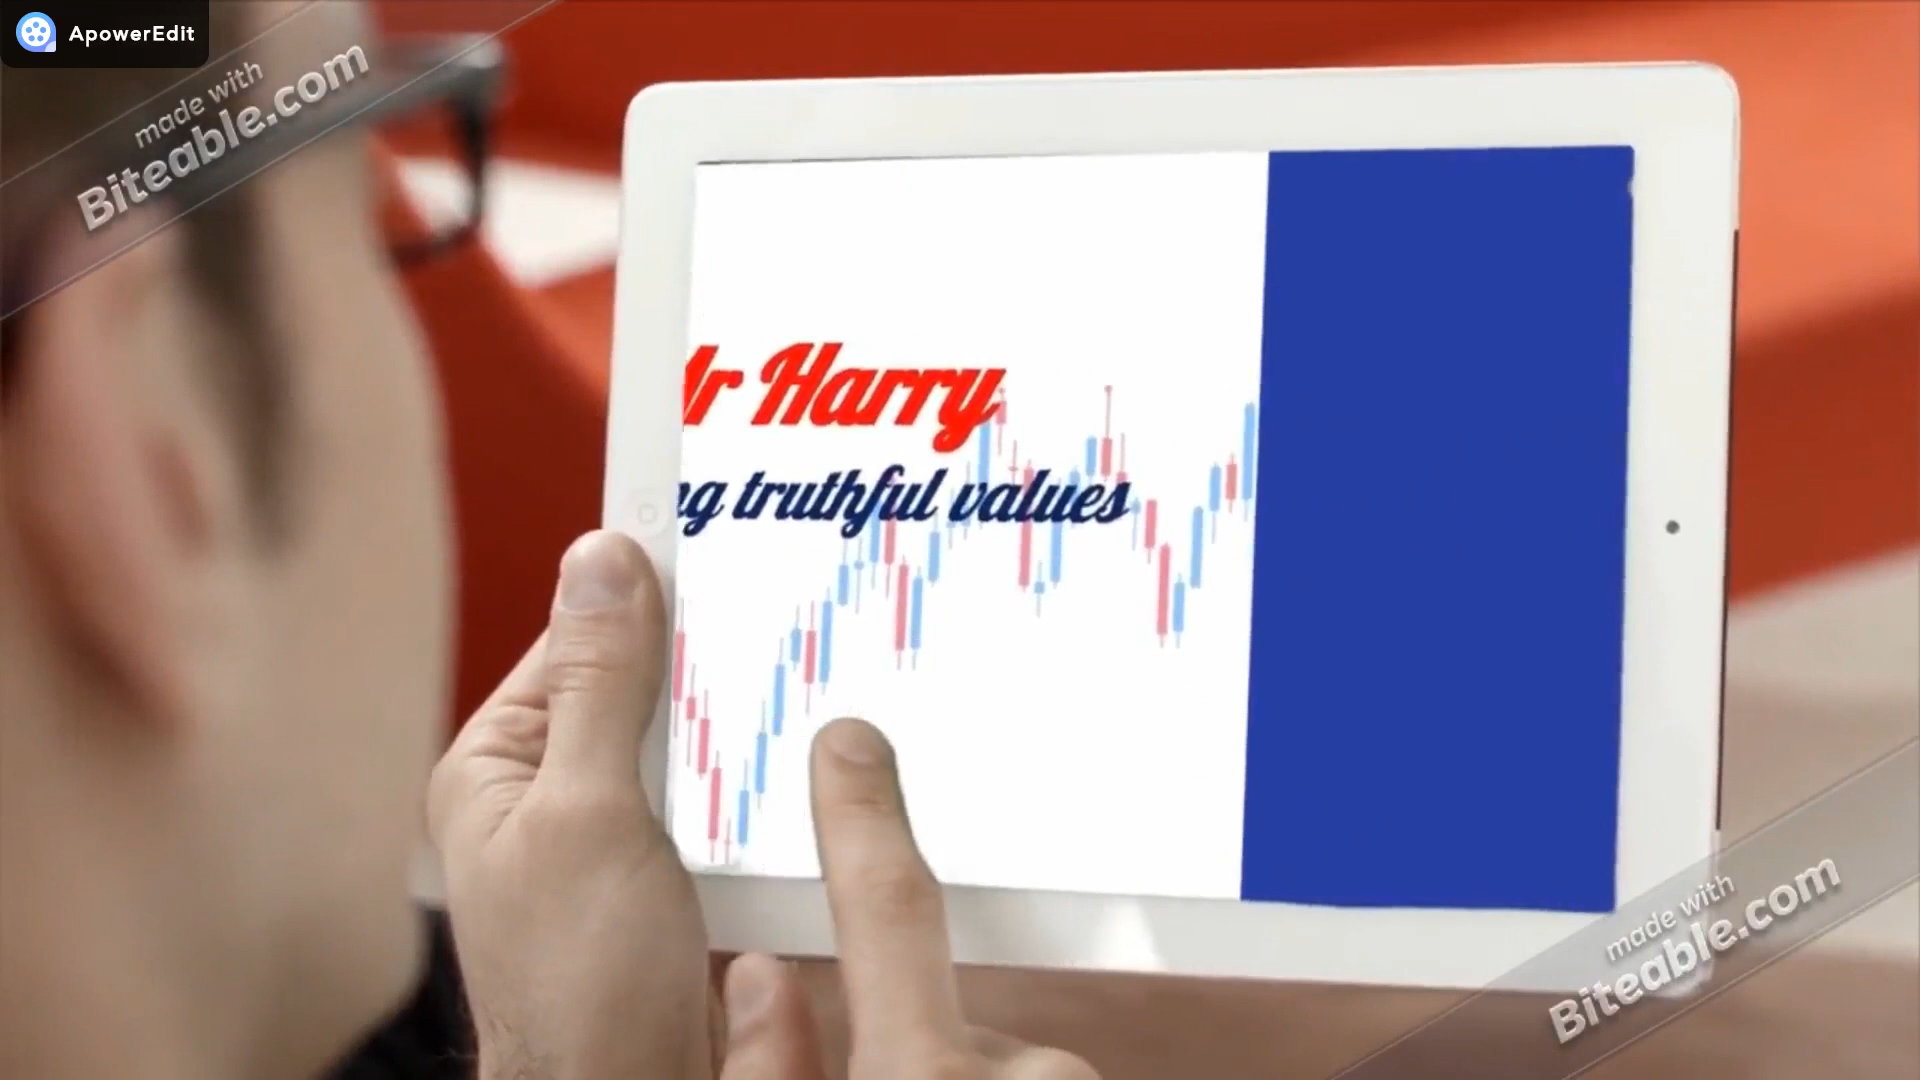 ApowerEdit
made with
Biteable.com
r Harry
g truthful values
made with
Biteable.com